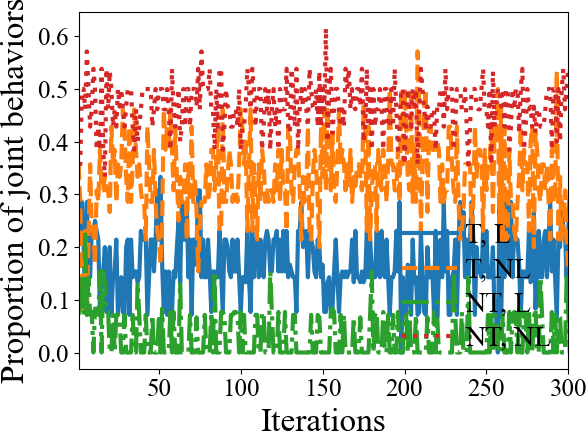 Proportion of joint behaviors
0.6
0.5
0.4
0.3
0.2
0.1
0.0
T, L
T, NL
NT, L
NT, NL
50 100 150 200 250 300
Iterations